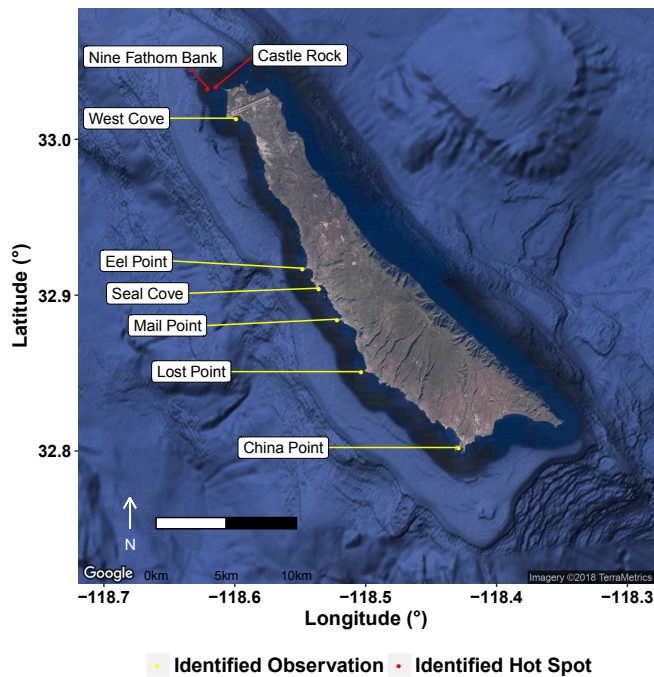 Nine Fathom Bank
Castle Rock
West Cove
Eel Point
Seal Cove
Mail Point
Lost Point
China Point
33.0
32.9
32.8
Latitude (°)
N
0km 5km 10km
Google
Imagery ©2018 TerraMetrics
−118.7 −118.6 −118.5 −118.4 −118.3
Longitude (°)
Identified Observation Identified Hot Spot